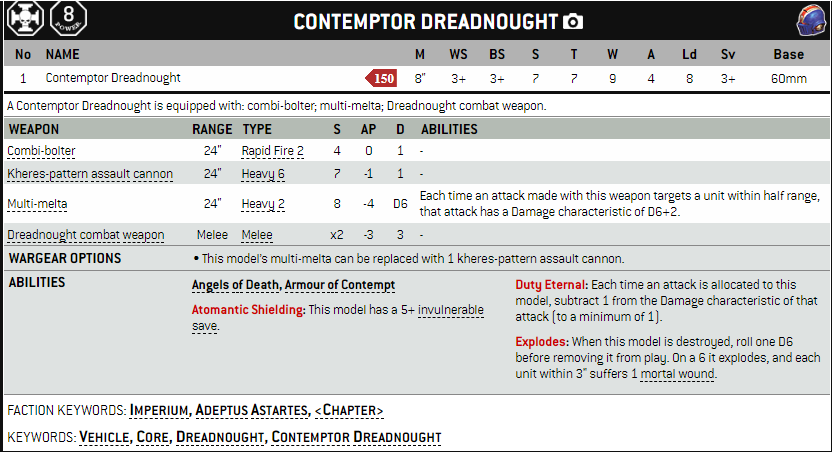 8
POWER
CONTEMPTOR DREADNOUGHT
No NAME M WS BS S T W A Ld Sv Base
1 Contemptor Dreadnought 150 8" 3+ 3+ 7 7 9 4 8 3+ 60mm
A Contemptor Dreadnought is equipped with: combi-bolter; multi-melta; Dreadnought combat weapon.
WEAPON RANGE TYPE S AP D ABILITIES
Combi-bolter 24" Rapid Fire 2 4 0 1 -
Kheres-pattern assault cannon 24" Heavy 6 7 -1 1 -
Multi-melta 24" Heavy 2 8 -4 D6 Each time an attack made with this weapon targets a unit within half range,
that attack has a Damage characteristic of D6+2.
Dreadnought combat weapon Melee Melee x2 -3 3 -
WARGEAR OPTIONS • This model's multi-melta can be replaced with 1 kheres-pattern assault cannon.
ABILITIES
Angels of Death, Armour of Contempt
Atomantic Shielding: This model has a 5+ invulnerable
save.
Duty Eternal: Each time an attack is allocated to this
model, subtract 1 from the Damage characteristic of that
attack (to a minimum of 1).
Explodes: When this model is destroyed, roll one D6
before removing it from play. On a 6 it explodes, and each
unit within 3" suffers 1 mortal wound.
FACTION KEYWORDS: IMPERIUM, ADEPTUS ASTARTES, <CHAPTER>
KEYWORDS: VEHICLE, CORE, DREADNOUGHT, CONTEMPTOR DREADNOUGHT